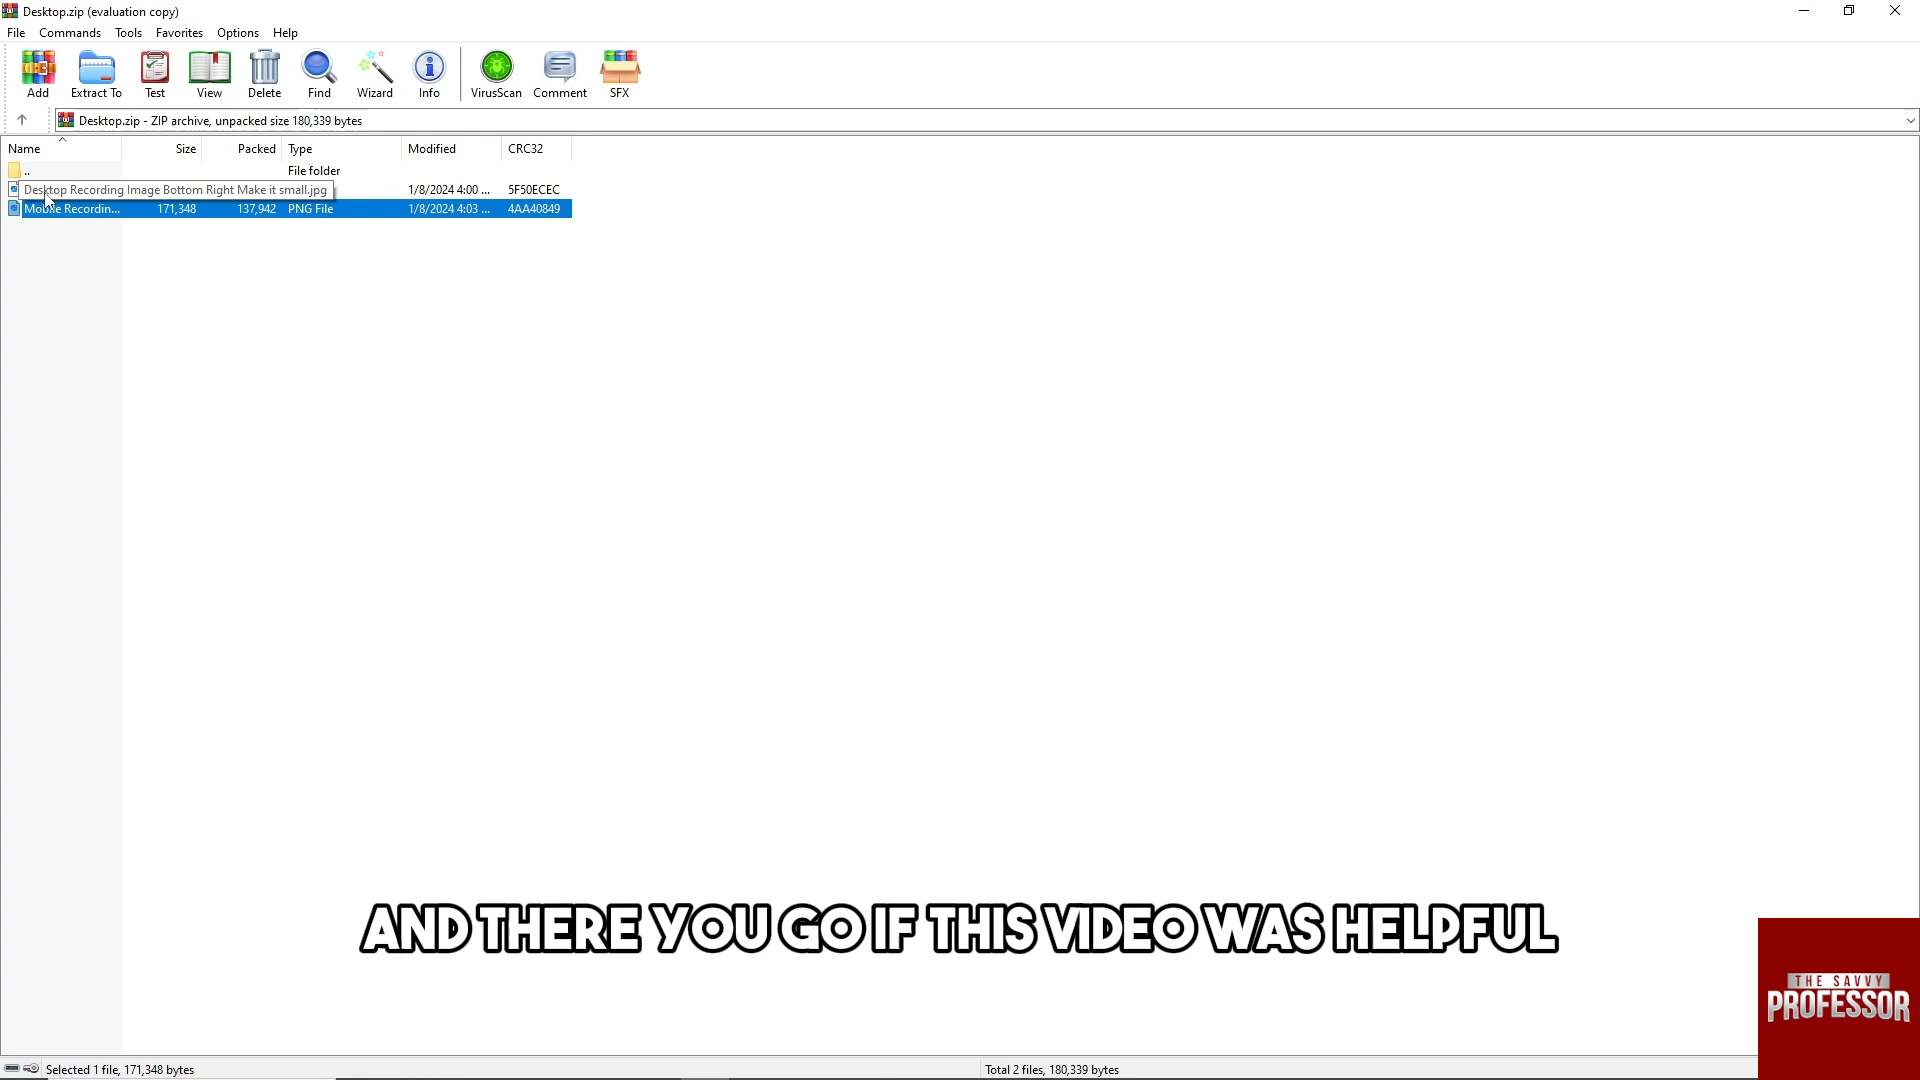 Desktop.zip (evaluation copy)
File Commands Tools Favorites Options Help
Add Extract To Test View Delete Find Wizard Info VirusScan Comment SFX
Desktop.zip - ZIP archive, unpacked size 180,339 bytes
Name Size Packed Type Modified CRC32
.. File folder
Desktop Recording Image Bottom Right Make it small.jpg 1/8/2024 4:00 ... 5F50ECEC
Mobile Recordin... 171,348 137,942 PNG File 1/8/2024 4:03 ... 4AA40849
AND THERE YOU GO IF THIS VIDEO WAS HELPFUL
THE SAVVY
PROFESSOR
Selected 1 file, 171,348 bytes Total 2 files, 180,339 bytes